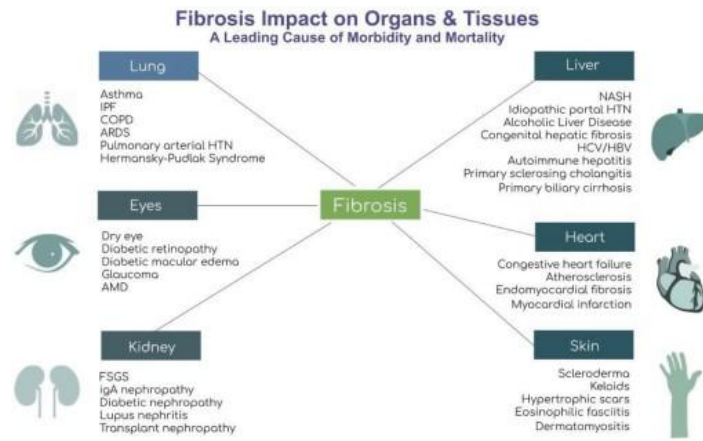 Fibrosis Impact on Organs & Tissues
A Leading Cause of Morbidity and Mortality
Lung
Asthma
IPF
COPD
ARDS
Pulmonary arterial HTN
Hermansky-Pudlak Syndrome
Liver
NASH
Idiopathic portal HTN
Alcoholic Liver Disease
Congenital hepatic fibrosis
HCV/HBV
Autoimmune hepatitis
Primary sclerosing cholangitis
Primary biliary cirrhosis
Fibrosis
Eyes
Dry eye
Diabetic retinopathy
Diabetic macular edema
Glaucoma
AMD
Heart
Congestive heart failure
Atherosclerosis
Endomyocardial fibrosis
Myocardial infarction
Kidney
FSGS
igA nephropathy
Diabetic nephropathy
Lupus nephritis
Transplant nephropathy
Skin
Scleroderma
Keloids
Hypertrophic scars
Eosinophilic fasciitis
Dermatomyositis